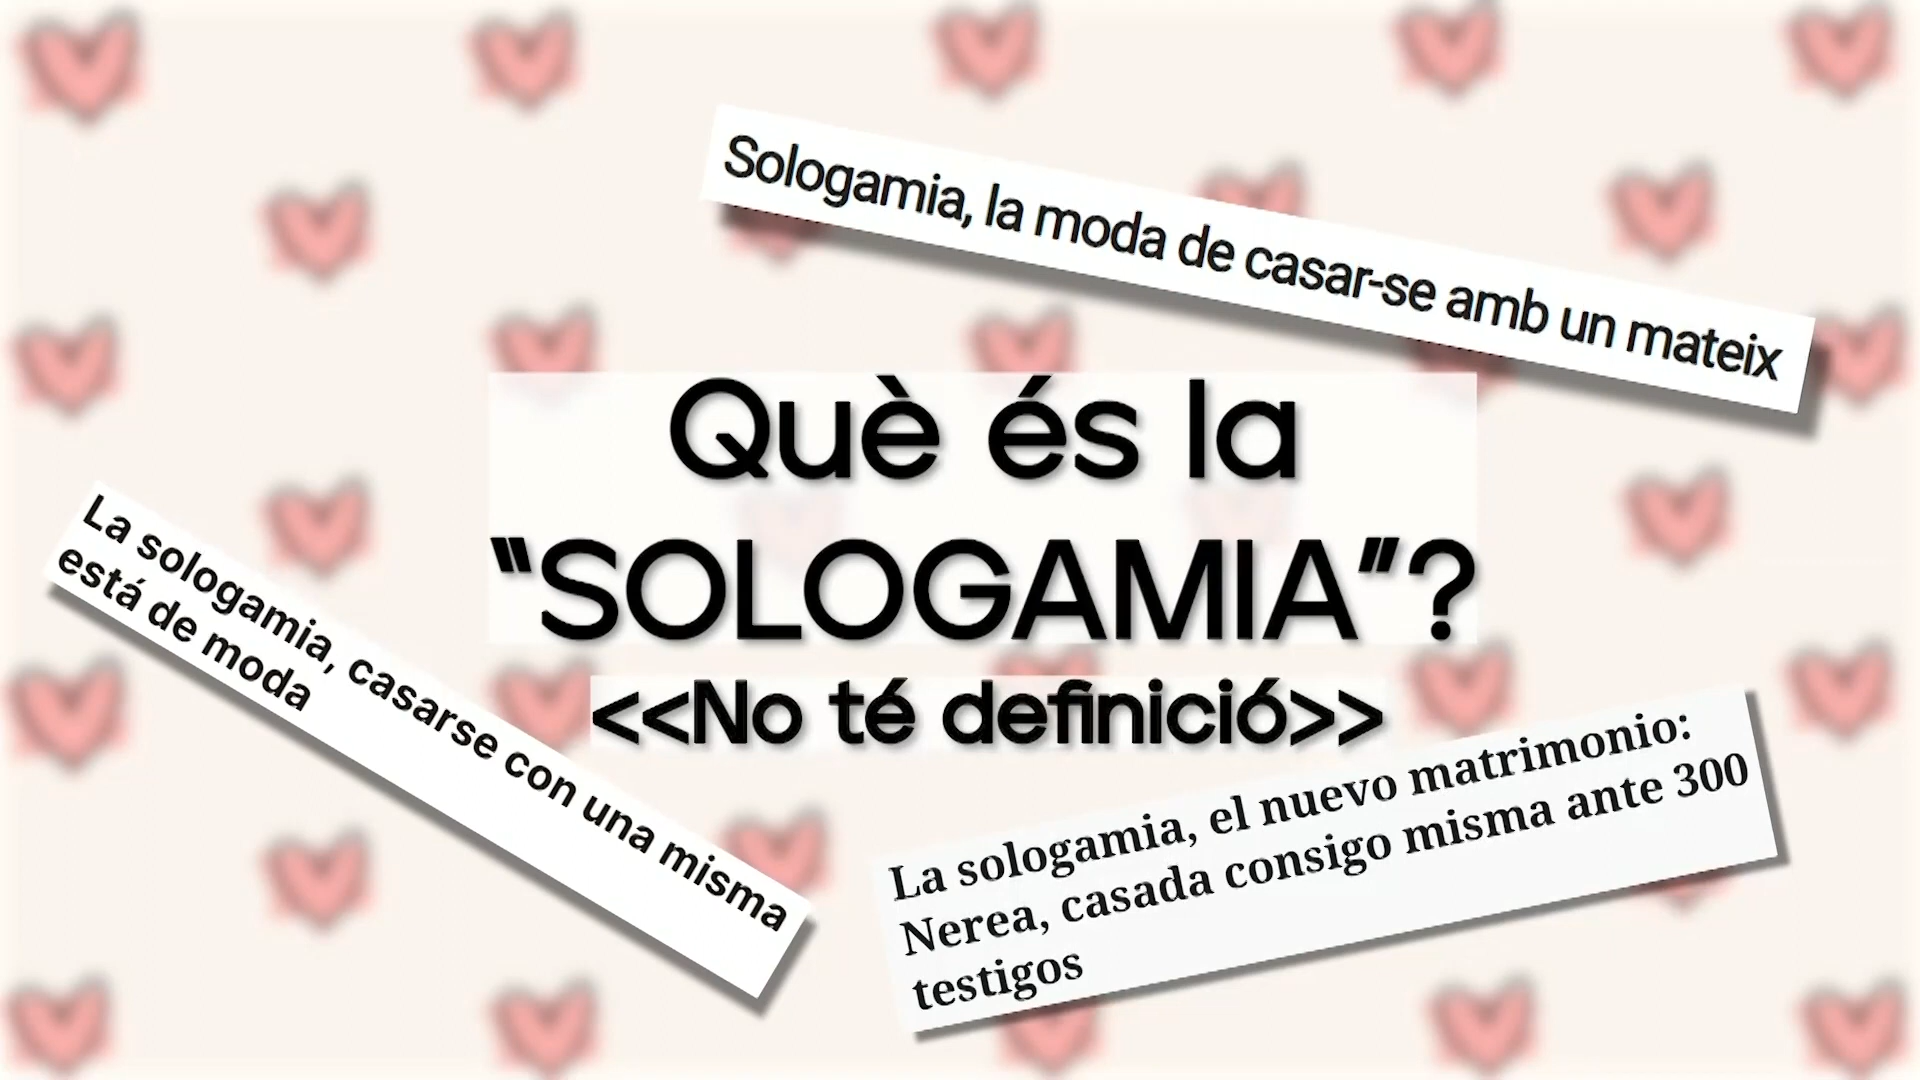 Sologamia, la moda de casar-se amb un mateix
Què és la
“SOLOGAMIA”?
<<No té definició>>
La sologamia, casarse con una misma
está de moda
La sologamia, el nuevo matrimonio:
Nerea, casada consigo misma ante 300
testigos